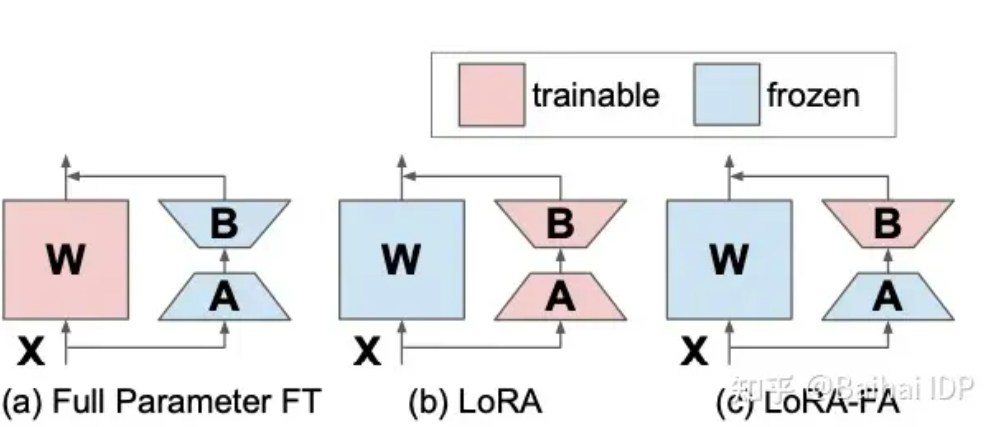 trainable frozen
W B A X
W B A X
W B A X
(a) Full Parameter FT
(b) LoRA
(c) LoRA-FA
知乎 @Baihai IDP